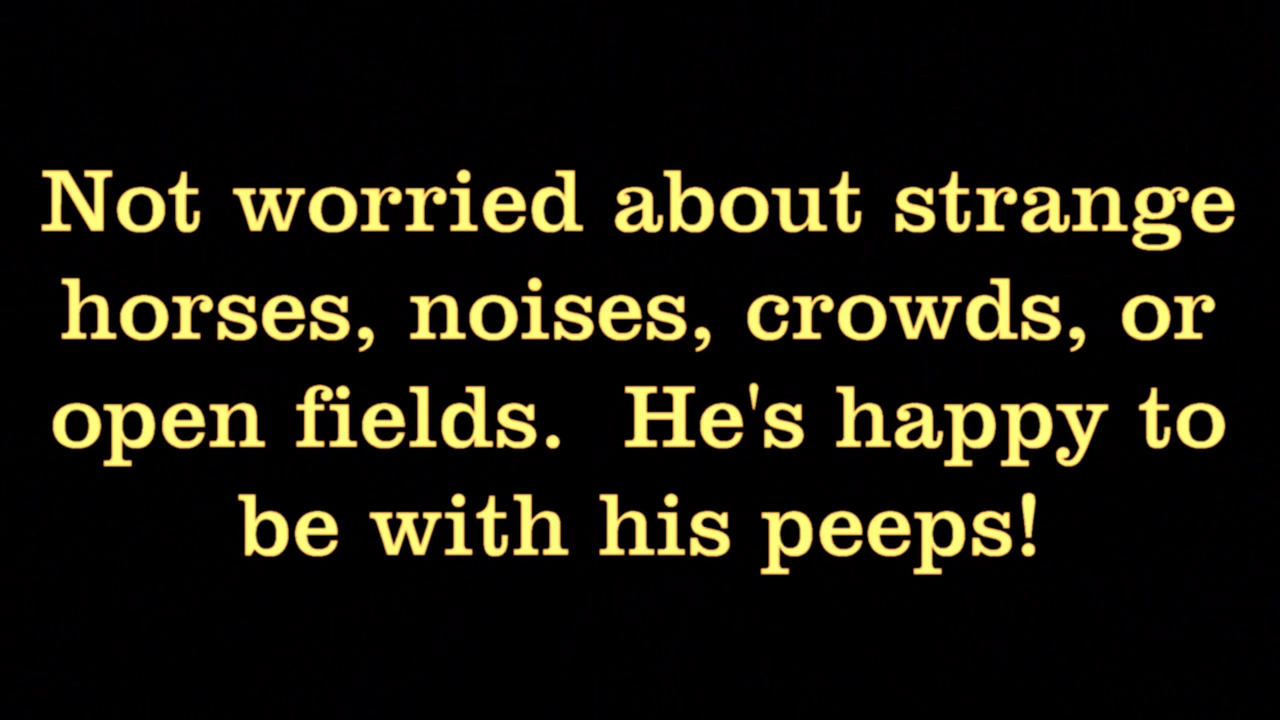 Not worried about strange
horses, noises, crowds, or
open fields.  He's happy to
be with his peeps!